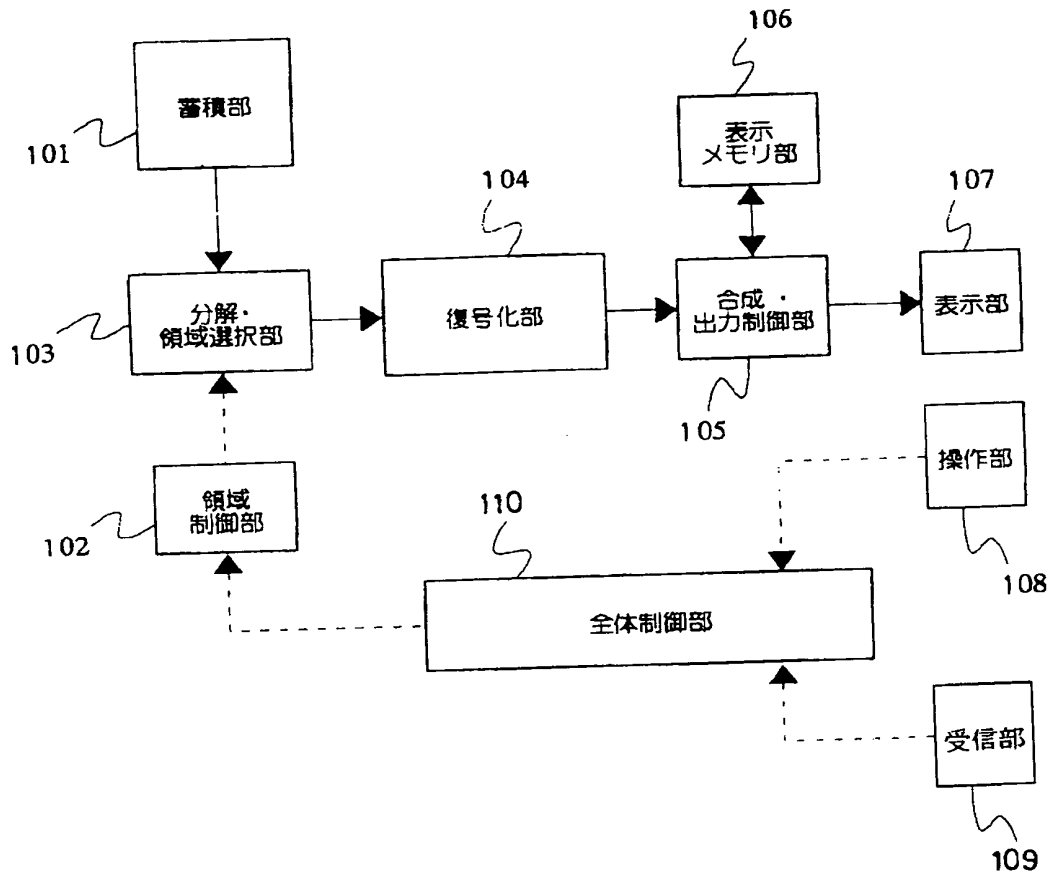 106
蓄積部
表示
メモリ部
101
104
107
分解・
領域選択部
復号化部
合成・
出力制御部
表示部
103
105
操作部
領域
制御部
110
102
108
全体制御部
受信部
109